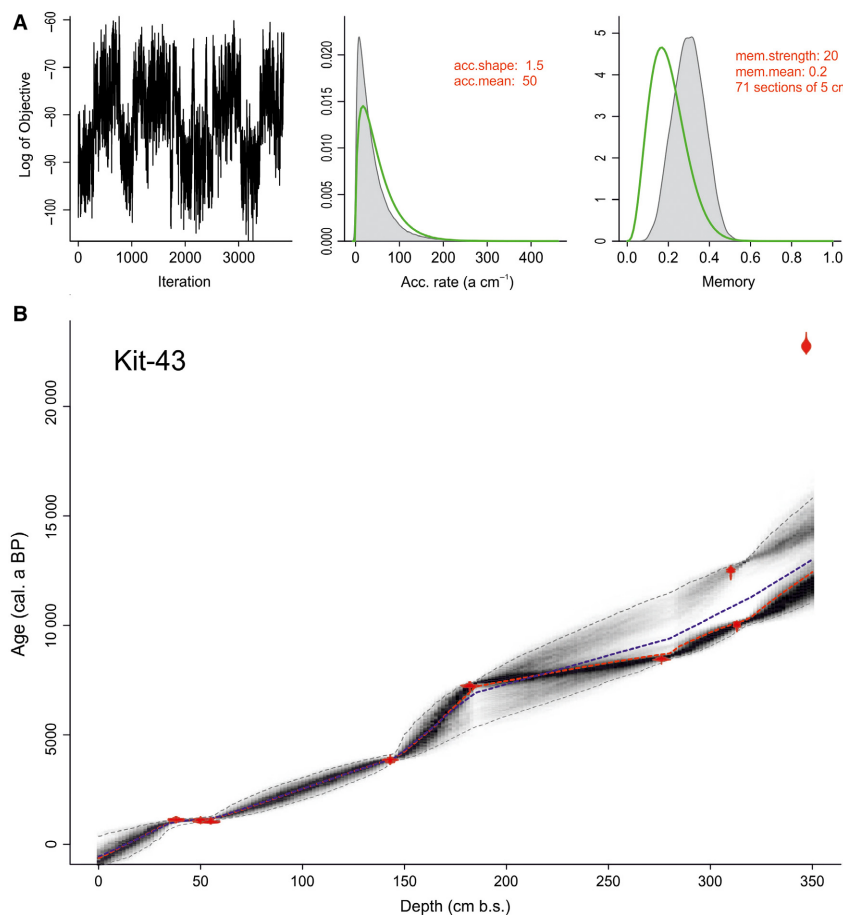 A
Log of Objective
−60
−70
−80
−90
−100
0 1000 2000 3000
Iteration
acc.shape: 1.5
acc.mean: 50
0.020
0.015
0.010
0.005
0.000
0 100 200 300 400
Acc. rate (a cm⁻¹)
mem.strength: 20
mem.mean: 0.2
71 sections of 5 cr
5
4
3
2
1
0
0.0 0.2 0.4 0.6 0.8 1.0
Memory
B
Kit-43
Age (cal. a BP)
20 000
15 000
10 000
5000
0
0 50 100 150 200 250 300 350
Depth (cm b.s.)